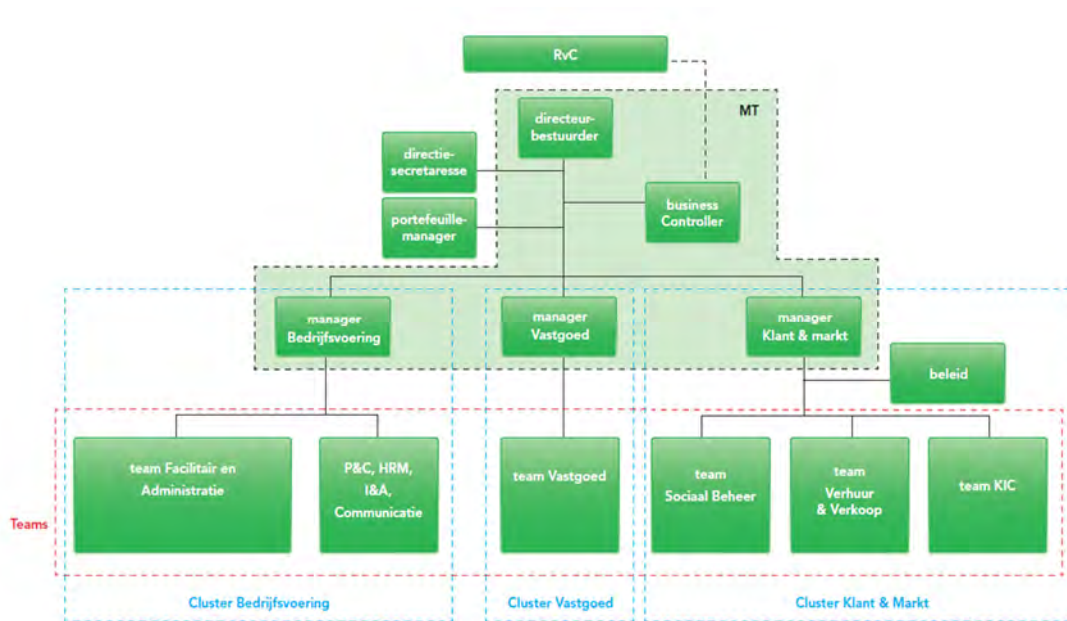 RvC
MT
directeur-
bestuurder
directie-
secretaresse
business
Controller
portefeuille-
manager
manager
Bedrijfsvoering
manager
Vastgoed
manager
Klant & markt
beleid
team Facilitair en
Administratie
P&C, HRM,
I&A,
Communicatie
team Vastgoed
team
Sociaal Beheer
team
Verhuur
& Verkoop
team KIC
Teams
Cluster Bedrijfsvoering
Cluster Vastgoed
Cluster Klant & Markt